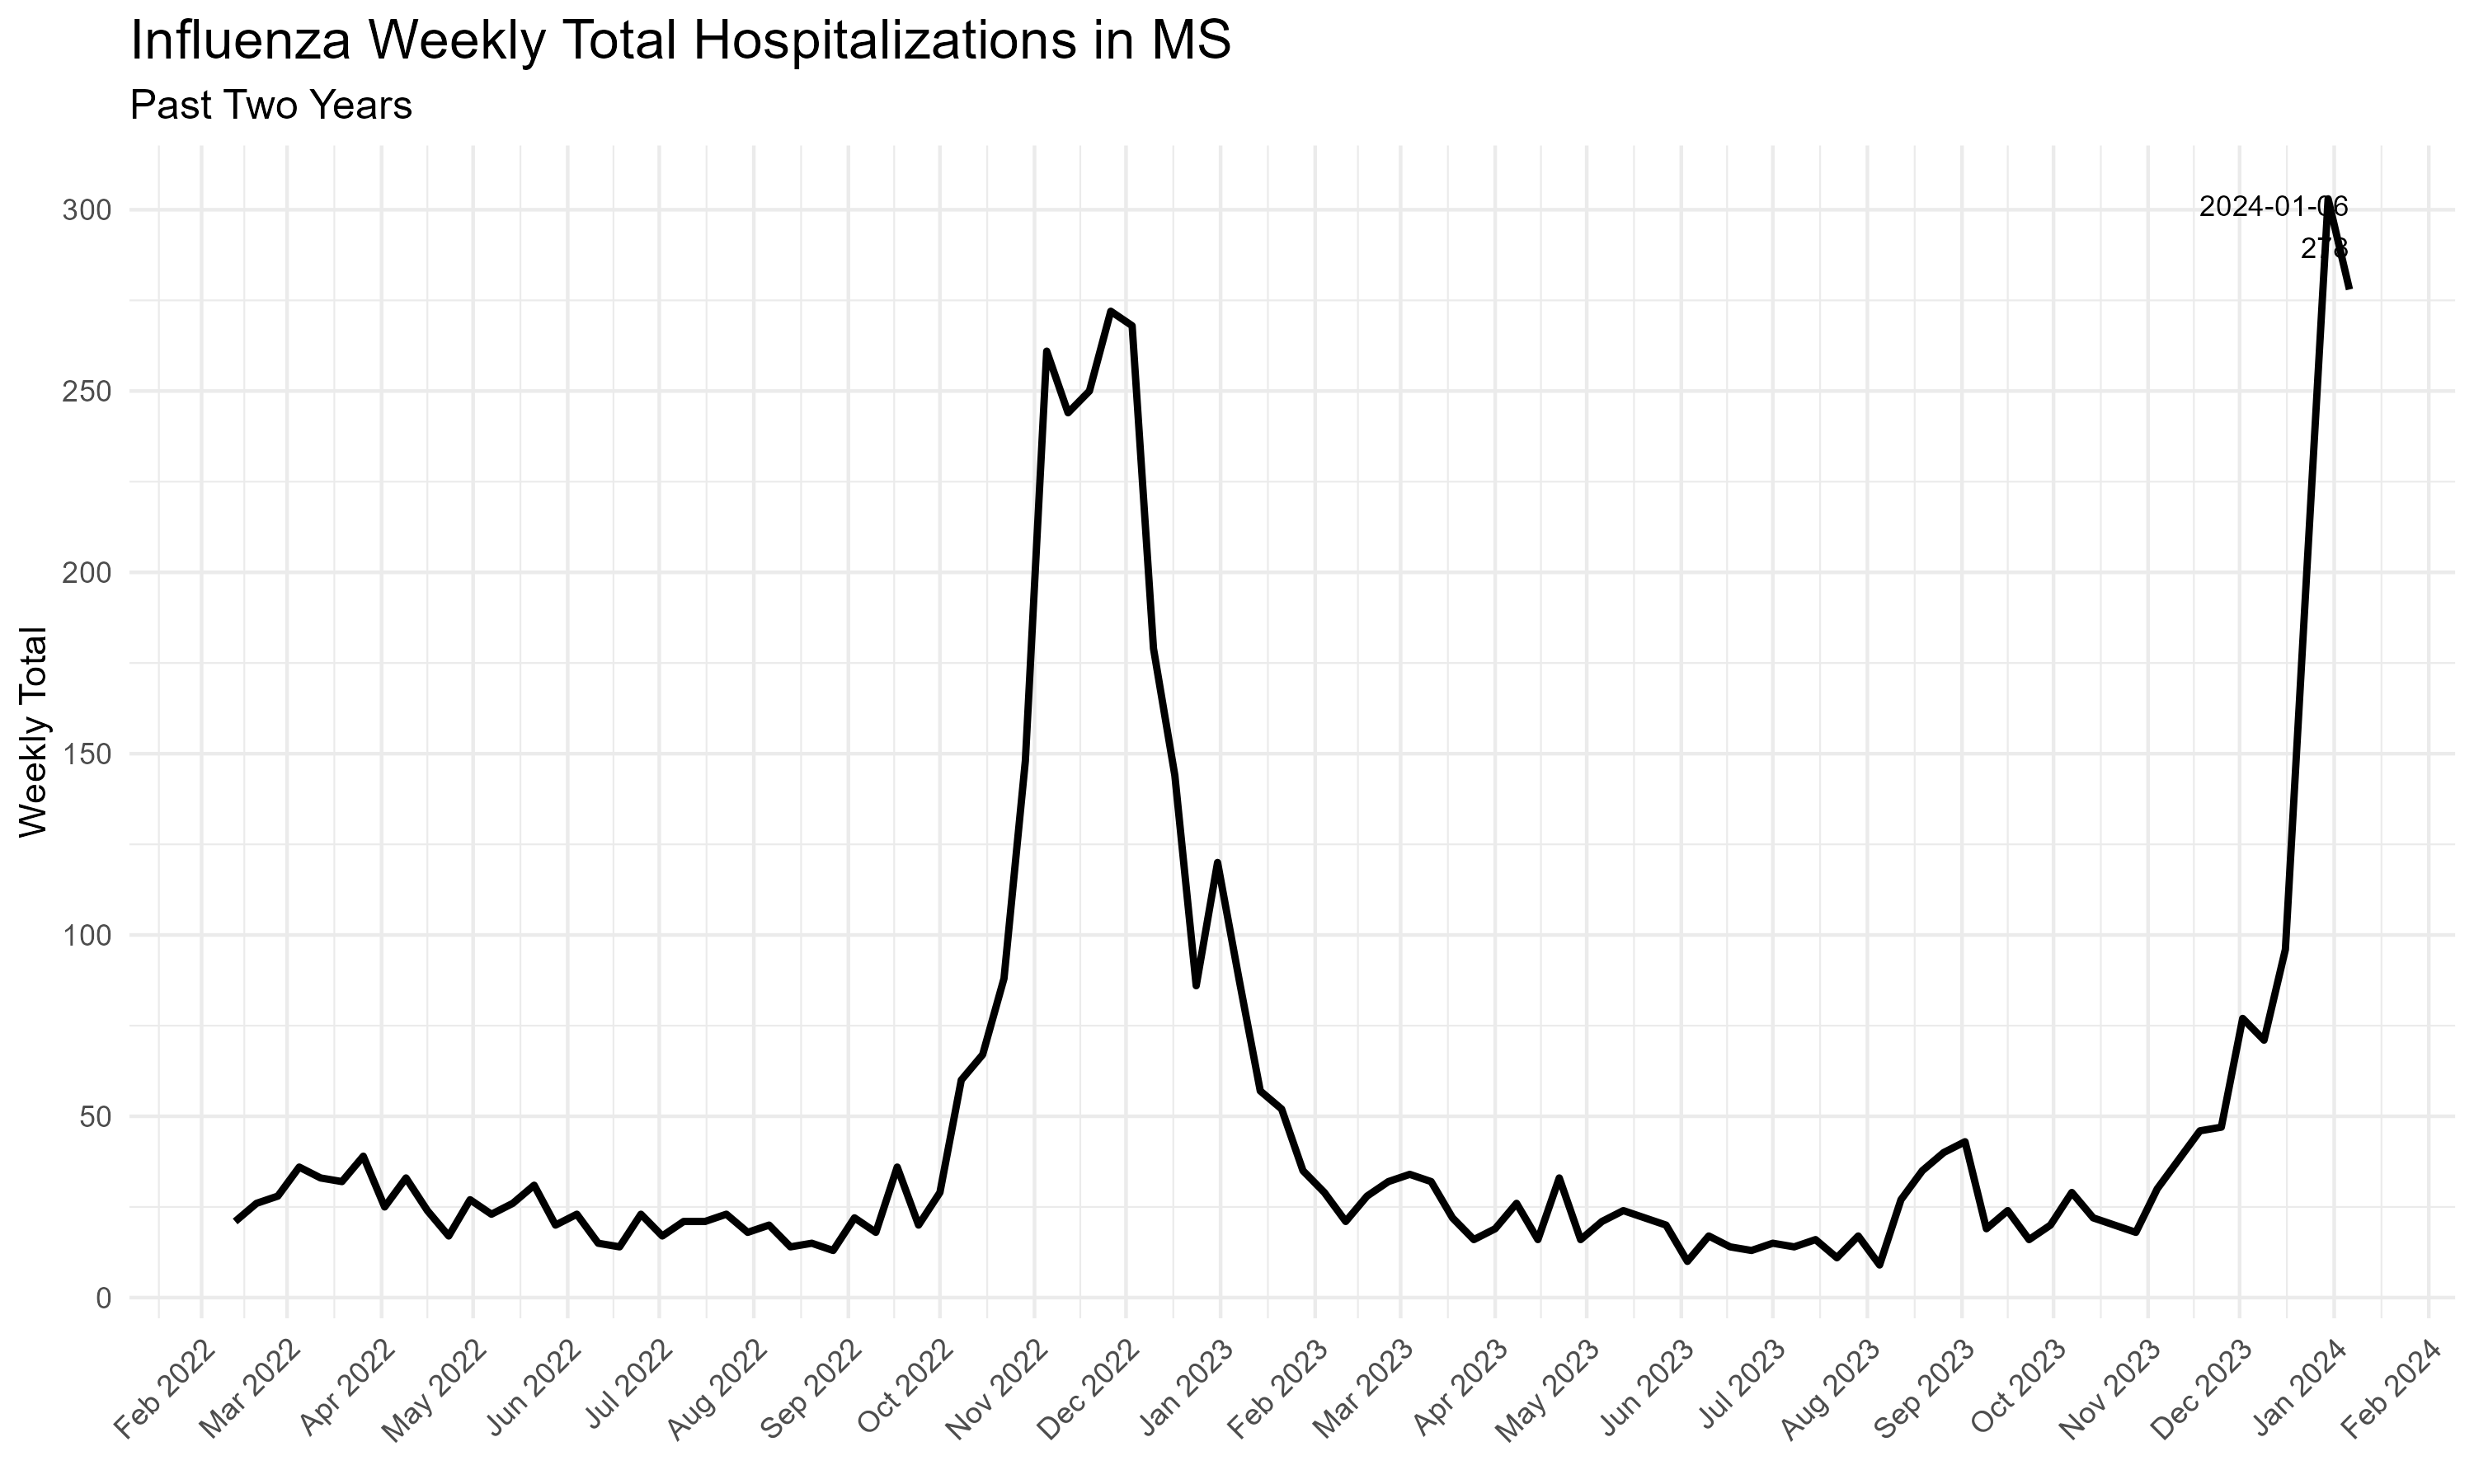 Influenza Weekly Total Hospitalizations in MS
Past Two Years
Weekly Total
300
250
200
150
100
50
0
2024-01-06
278
Feb 2022
Mar 2022
Apr 2022
May 2022
Jun 2022
Jul 2022
Aug 2022
Sep 2022
Oct 2022
Nov 2022
Dec 2022
Jan 2023
Feb 2023
Mar 2023
Apr 2023
May 2023
Jun 2023
Jul 2023
Aug 2023
Sep 2023
Oct 2023
Nov 2023
Dec 2023
Jan 2024
Feb 2024